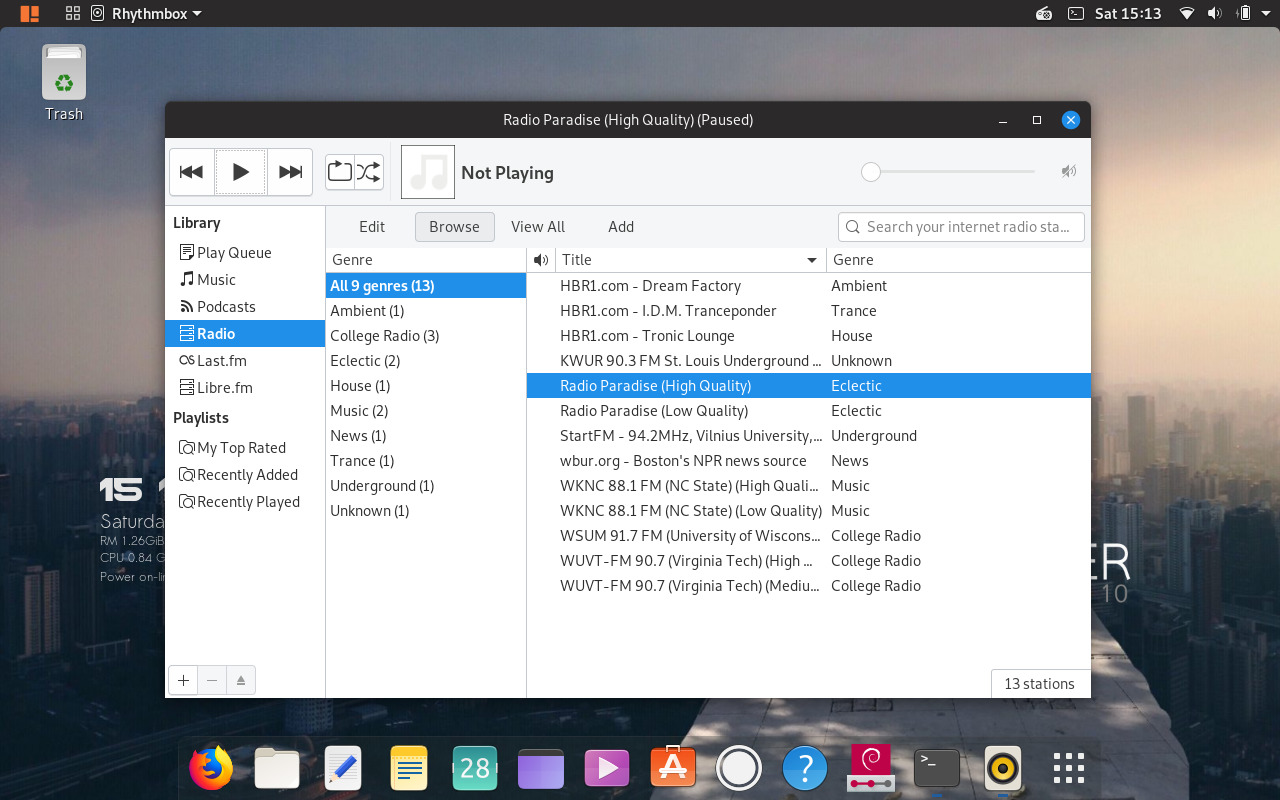 Rhythmbox
Sat 15:13
Trash
Radio Paradise (High Quality) (Paused)
Not Playing
Library
Play Queue
Music
Podcasts
Radio
Last.fm
Libre.fm
Playlists
My Top Rated
Recently Added
Recently Played
Edit
Browse
View All
Add
Search your internet radio sta...
Genre
All 9 genres (13)
Ambient (1)
College Radio (3)
Eclectic (2)
House (1)
Music (2)
News (1)
Trance (1)
Underground (1)
Unknown (1)
Title Genre
HBR1.com - Dream Factory Ambient
HBR1.com - I.D.M. Tranceponder Trance
HBR1.com - Tronic Lounge House
KWUR 90.3 FM St. Louis Underground ... Unknown
Radio Paradise (High Quality) Eclectic
Radio Paradise (Low Quality) Eclectic
StartFM - 94.2MHz, Vilnius University,... Underground
wbur.org - Boston's NPR news source News
WKNC 88.1 FM (NC State) (High Quali... Music
WKNC 88.1 FM (NC State) (Low Quality) Music
WSUM 91.7 FM (University of Wiscons... College Radio
WUVT-FM 90.7 (Virginia Tech) (High ... College Radio
WUVT-FM 90.7 (Virginia Tech) (Mediu... College Radio
13 stations
15
Saturda
RM 1.26GiB
CPU 0.84 G
Power on-lin
ER
10
28
?
>_